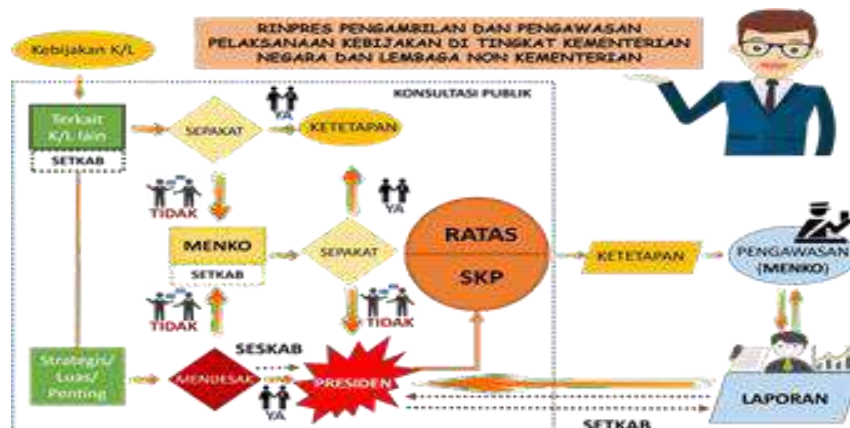 RINPRES PENGAMBILAN DAN PENGAWASAN
PELAKSANAAN KEBIJAKAN DI TINGKAT KEMENTERIAN
NEGARA DAN LEMBAGA NON KEMENTERIAN
Kebijakan K/L
KONSULTASI PUBLIK
Terkait
K/L lain
SETKAB
SEPAKAT
YA
KETETAPAN
TIDAK
YA
MENKO
SETKAB
SEPAKAT
RATAS
SKP
KETETAPAN
PENGAWASAN
(MENKO)
TIDAK
TIDAK
Strategis/
Luas/
Penting
MENDESAK
SESKAB
YA
PRESIDEN
LAPORAN
SETKAB